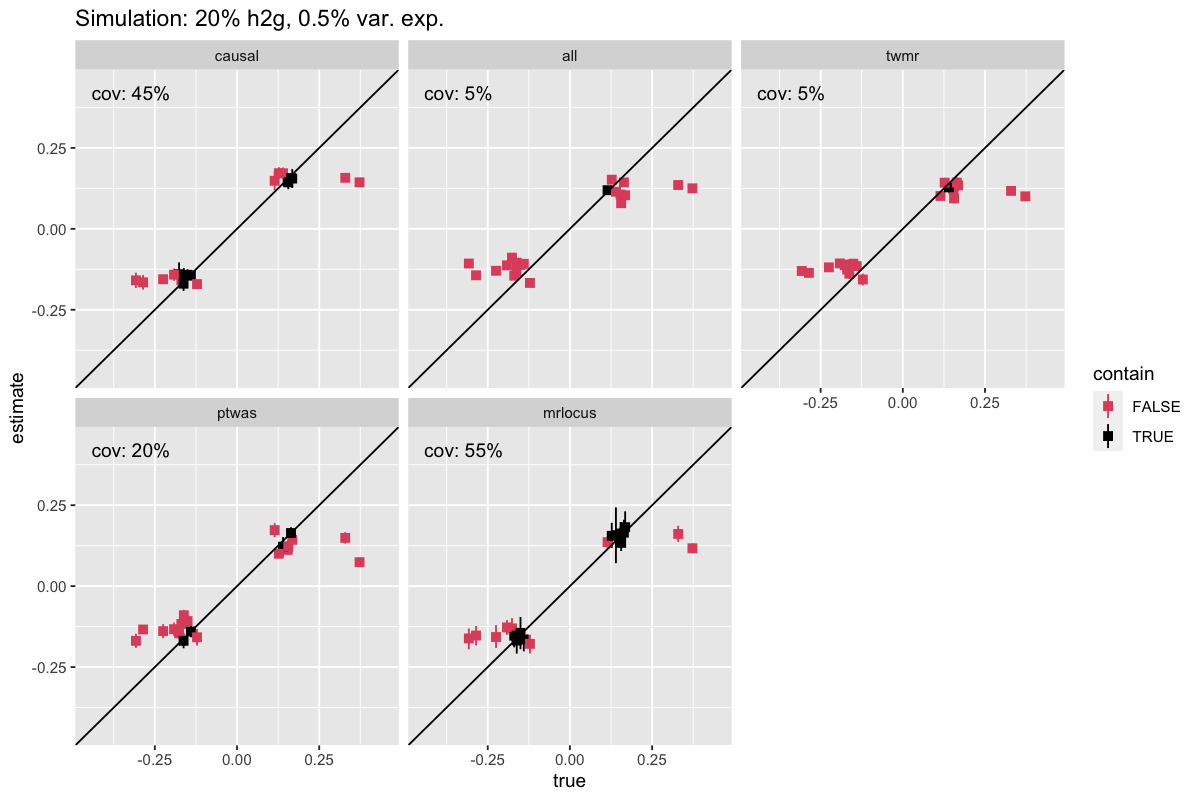 Simulation: 20% h2g, 0.5% var. exp.
causal
all
twmr
cov: 45%
cov: 5%
cov: 5%
0.25
0.00
-0.25
-0.25
0.00
0.25
ptwas
mrlocus
cov: 20%
cov: 55%
0.25
0.00
-0.25
-0.25
0.00
0.25
-0.25
0.00
0.25
true
estimate
contain
FALSE
TRUE